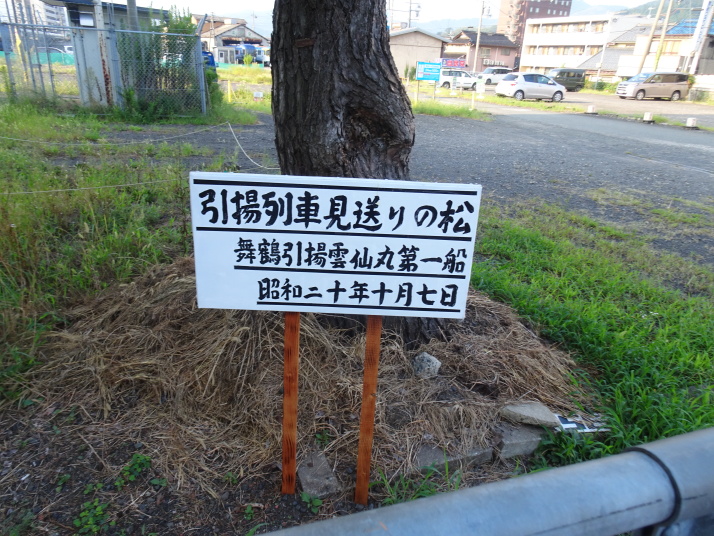 引揚列車見送りの松
舞鶴引揚雲仙丸第一船
昭和二十年十月七日